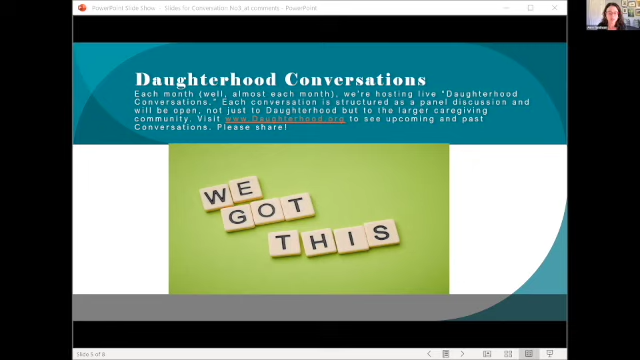 PowerPoint Slide Show - Slides for Conversation No3_at comments - PowerPoint
Daughterhood Conversations
Each month (well, almost each month), we're hosting live "Daughterhood
Conversations." Each conversation is structured as a panel discussion and
will be open, not just to Daughterhood but to the larger caregiving
community. Visit www.Daughterhood.org to see upcoming and past
Conversations. Please share!
WE
GOT
THIS
Slide 5 of 8